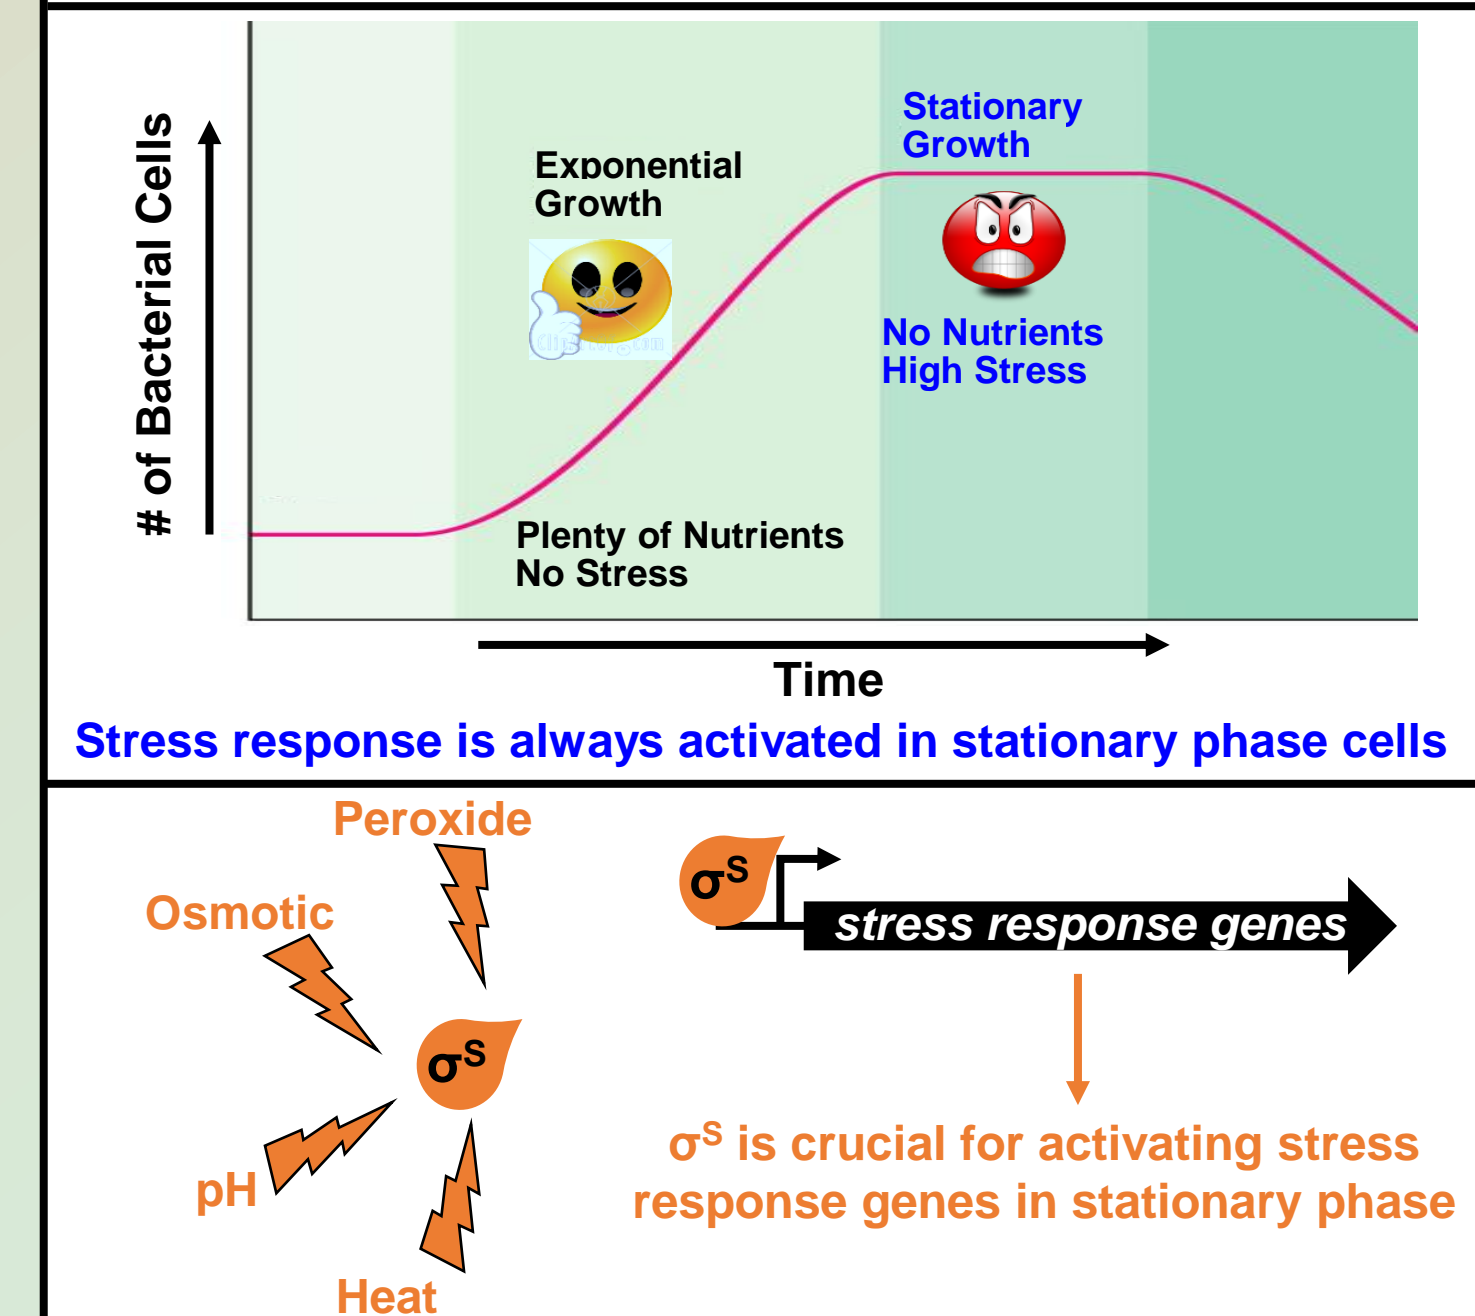 # of Bacterial Cells
Exponential
Growth
Stationary
Growth
No Nutrients
High Stress
Plenty of Nutrients
No Stress
Time
Stress response is always activated in stationary phase cells
Peroxide
Osmotic
σS
pH
Heat
σS
stress response genes
σS is crucial for activating stress
response genes in stationary phase